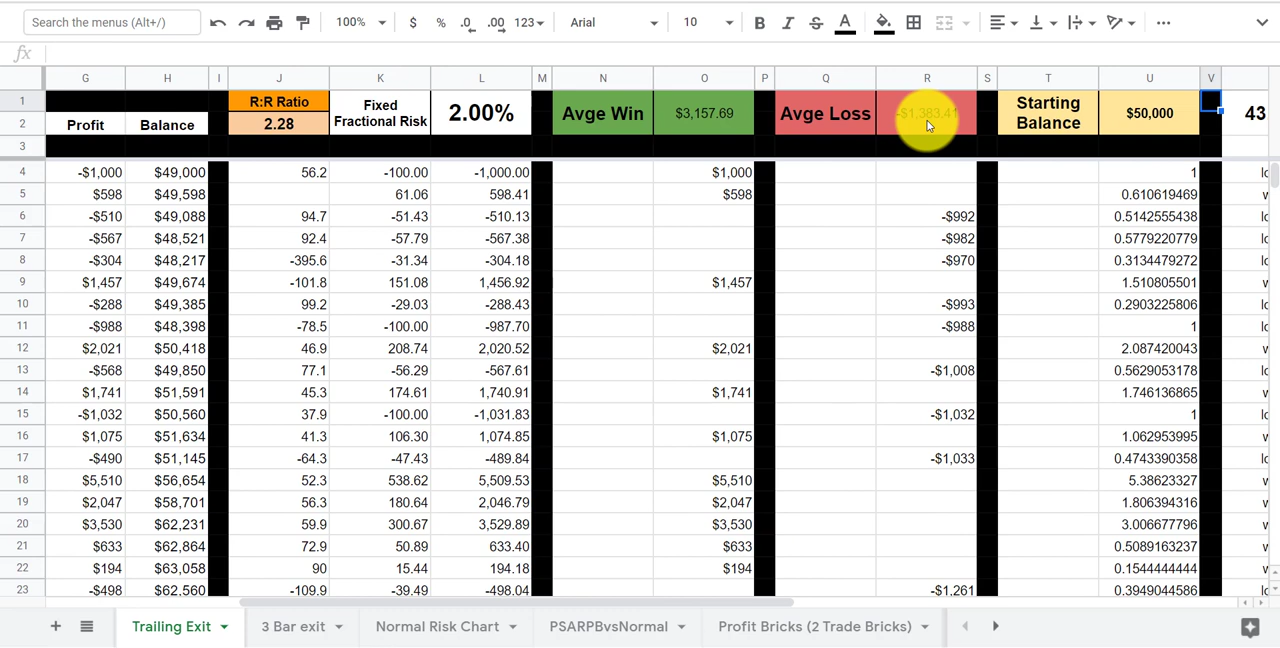 Search the menus (Alt+/) 100% $ % .0 .00 123 Arial 10 B I S A
fx
G H I J K L M N O P Q R S T U V
1 R:R Ratio Fixed Fractional Risk 2.00% Avge Win $3,157.69 Avge Loss -$1,383.41 Starting Balance $50,000 43
2 Profit Balance 2.28
3
4 -$1,000 $49,000 56.2 -100.00 -1,000.00 $1,000 1
5 $598 $49,598 61.06 598.41 $598 0.610619469
6 -$510 $49,088 94.7 -51.43 -510.13 -$992 0.5142555438
7 -$567 $48,521 92.4 -57.79 -567.38 -$982 0.5779220779
8 -$304 $48,217 -395.6 -31.34 -304.18 -$970 0.3134479272
9 $1,457 $49,674 -101.8 151.08 1,456.92 $1,457 1.510805501
10 -$288 $49,385 99.2 -29.03 -288.43 -$993 0.2903225806
11 -$988 $48,398 -78.5 -100.00 -987.70 -$988 1
12 $2,021 $50,418 46.9 208.74 2,020.52 $2,021 2.087420043
13 -$568 $49,850 77.1 -56.29 -567.61 -$1,008 0.5629053178
14 $1,741 $51,591 45.3 174.61 1,740.91 $1,741 1.746136865
15 -$1,032 $50,560 37.9 -100.00 -1,031.83 -$1,032 1
16 $1,075 $51,634 41.3 106.30 1,074.85 $1,075 1.062953995
17 -$490 $51,145 -64.3 -47.43 -489.84 -$1,033 0.4743390358
18 $5,510 $56,654 52.3 538.62 5,509.53 $5,510 5.38623327
19 $2,047 $58,701 56.3 180.64 2,046.79 $2,047 1.806394316
20 $3,530 $62,231 59.9 300.67 3,529.89 $3,530 3.006677796
21 $633 $62,864 72.9 50.89 633.40 $633 0.5089163237
22 $194 $63,058 90 15.44 194.18 $194 0.1544444444
23 -$498 $62,560 -109.9 -39.49 -498.04 -$1,261 0.3949044586
Trailing Exit 3 Bar exit Normal Risk Chart PSARPBvsNormal Profit Bricks (2 Trade Bricks)